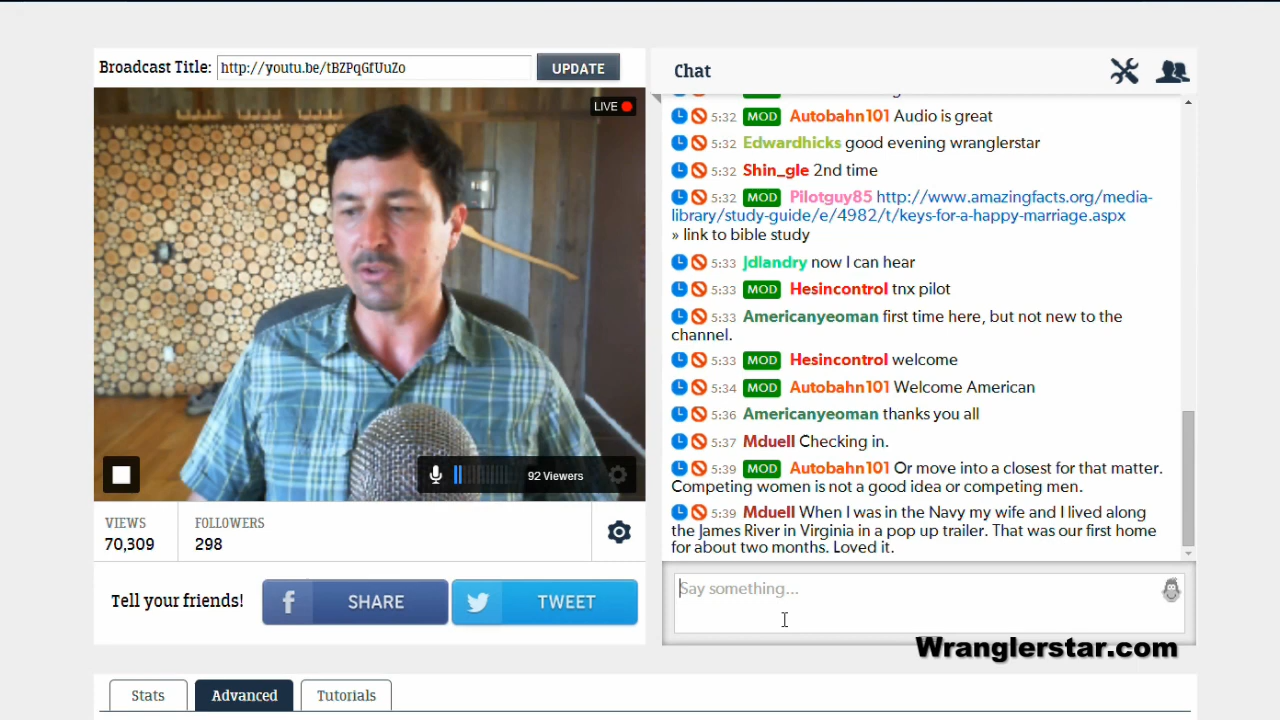 Broadcast Title: http://youtu.be/tBZPqGfUuZo UPDATE
LIVE
92 Viewers
VIEWS
70,309
FOLLOWERS
298
Tell your friends!
SHARE
TWEET
Chat
5:32 MOD Autobahn101 Audio is great
5:32 Edwardhicks good evening wranglerstar
5:32 Shin_gle 2nd time
5:32 MOD Pilotguy85 http://www.amazingfacts.org/media-
library/study-guide/e/4982/t/keys-for-a-happy-marriage.aspx
» link to bible study
5:33 Jdlandry now I can hear
5:33 MOD Hesincontrol tnx pilot
5:33 Americanyeoman first time here, but not new to the
channel.
5:33 MOD Hesincontrol welcome
5:34 MOD Autobahn101 Welcome American
5:36 Americanyeoman thanks you all
5:37 Mduell Checking in.
5:39 MOD Autobahn101 Or move into a closest for that matter.
Competing women is not a good idea or competing men.
5:39 Mduell When I was in the Navy my wife and I lived along
the James River in Virginia in a pop up trailer. That was our first home
for about two months. Loved it.
Say something...
Wranglerstar.com
Stats
Advanced
Tutorials